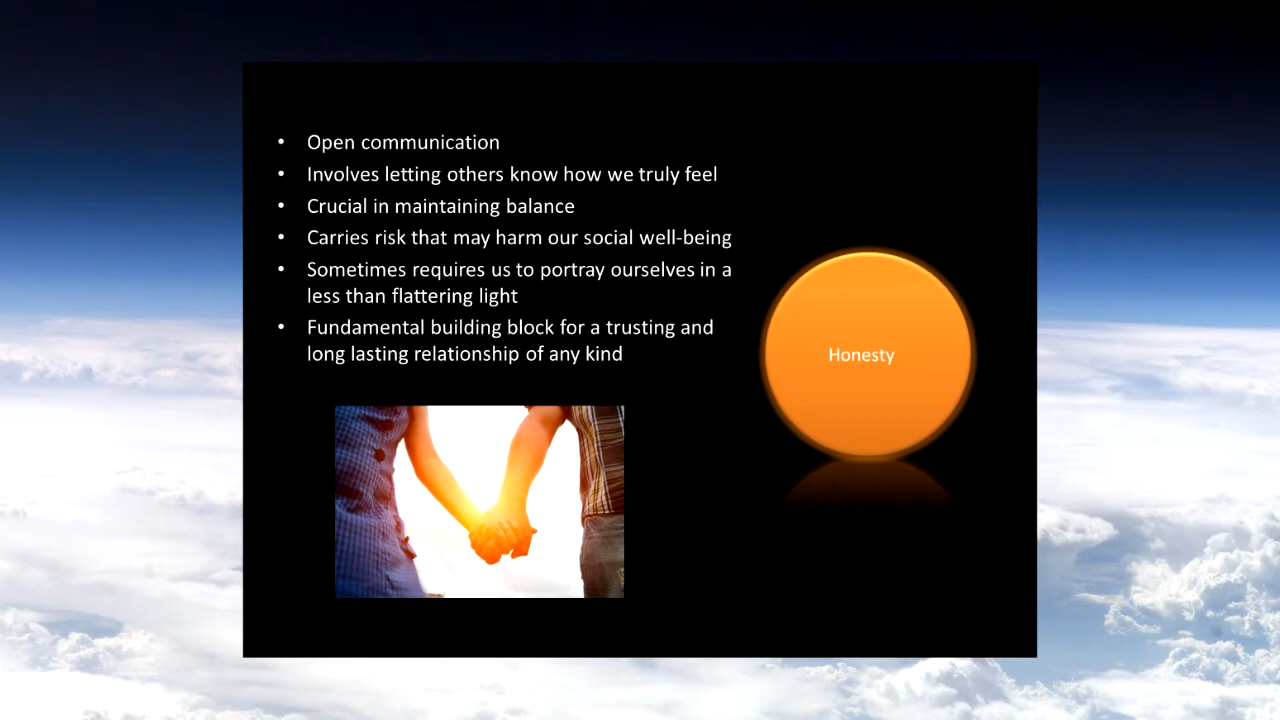 • Open communication
• Involves letting others know how we truly feel
• Crucial in maintaining balance
• Carries risk that may harm our social well-being
• Sometimes requires us to portray ourselves in a
less than flattering light
• Fundamental building block for a trusting and
long lasting relationship of any kind
Honesty